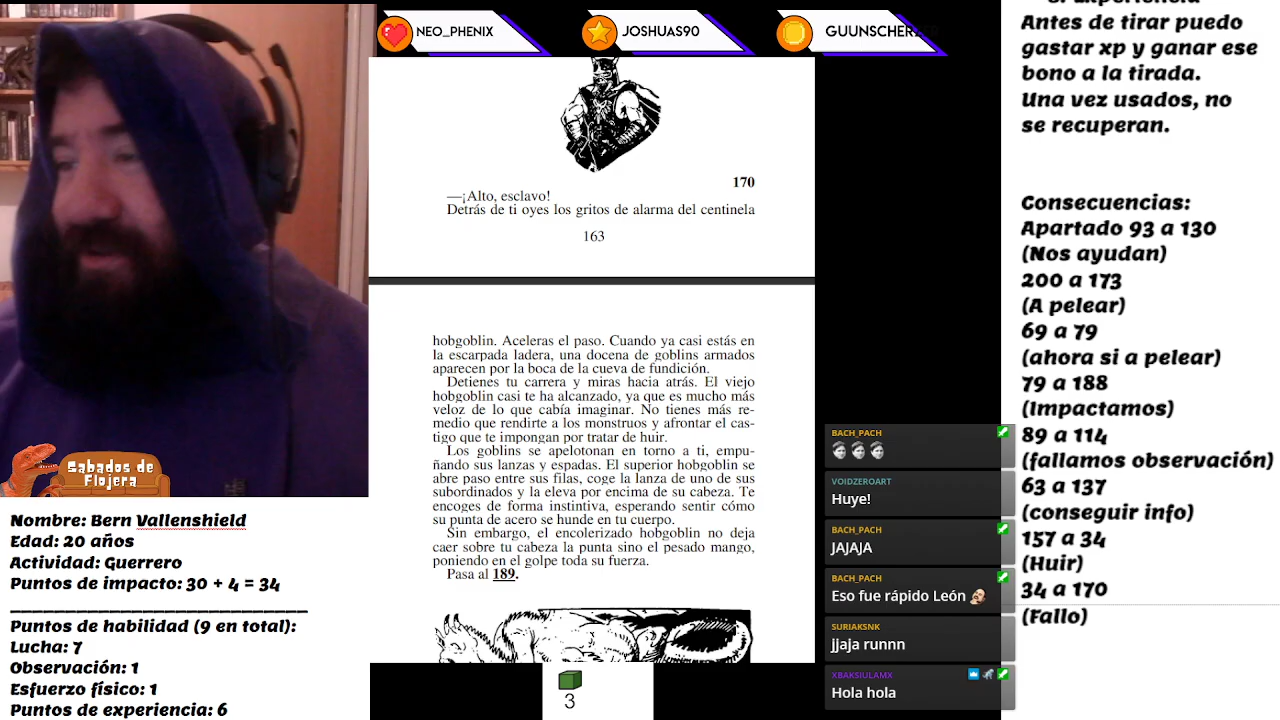 NEO_PHENIX
JOSHUAS90
170
—¡Alto, esclavo!
Detrás de ti oyes los gritos de alarma del centinela
163
hobgoblin. Aceleras el paso. Cuando ya casi estás en
la escarpada ladera, una docena de goblins armados
aparecen por la boca de la cueva de fundición.
Detienes tu carrera y miras hacia atrás. El viejo
hobgoblin casi te ha alcanzado, ya que es mucho más
veloz de lo que cabía imaginar. No tienes más re-
medio que rendirte a los monstruos y afrontar el cas-
tigo que te impongan por tratar de huir.
Los goblins se apelotonan en torno a ti, empu-
ñando sus lanzas y espadas. El superior hobgoblin se
abre paso entre sus filas, coge la lanza de uno de sus
subordinados y la eleva por encima de su cabeza. Te
encoges de forma instintiva, esperando sentir cómo
su punta de acero se hunde en tu cuerpo.
Sin embargo, el encolerizado hobgoblin no deja
caer sobre tu cabeza la punta sino el pesado mango,
poniendo en el golpe toda su fuerza.
Pasa al 189.
3
Sabados de
Flojera
Nombre: Bern Vallenshield
Edad: 20 años
Actividad: Guerrero
Puntos de impacto: 30 + 4 = 34
Puntos de habilidad (9 en total):
Lucha: 7
Observación: 1
Esfuerzo físico: 1
Puntos de experiencia: 6
BACH_PACH
VOIDZEROART
Huye!
BACH_PACH
JAJAJA
BACH_PACH
Eso fue rápido León
SURIAKSNK
jJaja runnn
XBAKSIULAMX
Hola hola
Antes de tirar puedo
gastar xp y ganar ese
bono a la tirada.
Una vez usados, no
se recuperan.
Consecuencias:
Apartado 93 a 130
(Nos ayudan)
200 a 173
(A pelear)
69 a 79
(ahora si a pelear)
79 a 188
(Impactamos)
89 a 114
(fallamos observación)
63 a 137
(conseguir info)
157 a 34
(Huir)
34 a 170
(Fallo)